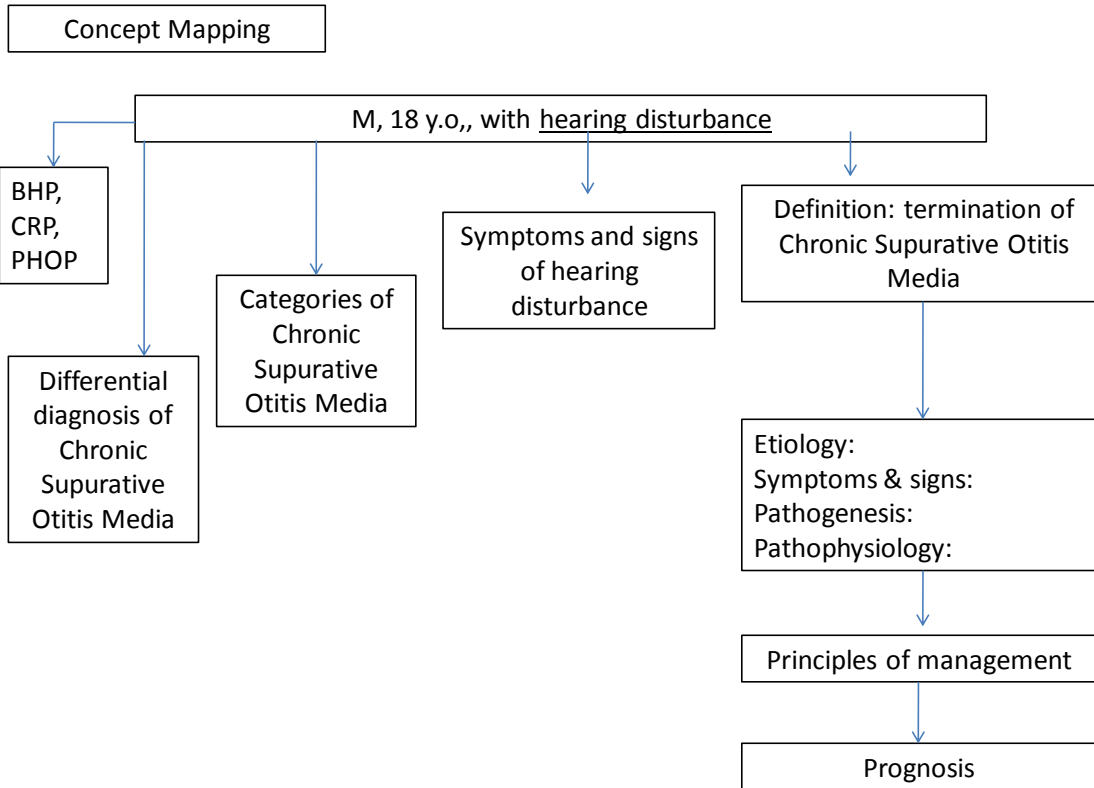 Concept Mapping
M, 18 y.o,, with hearing disturbance
BHP,
CRP,
PHOP
Differential
diagnosis of
Chronic
Supurative
Otitis Media
Categories of
Chronic
Supurative
Otitis Media
Symptoms and signs
of hearing
disturbance
Definition: termination of
Chronic Supurative Otitis
Media
Etiology:
Symptoms & signs:
Pathogenesis:
Pathophysiology:
Principles of management
Prognosis